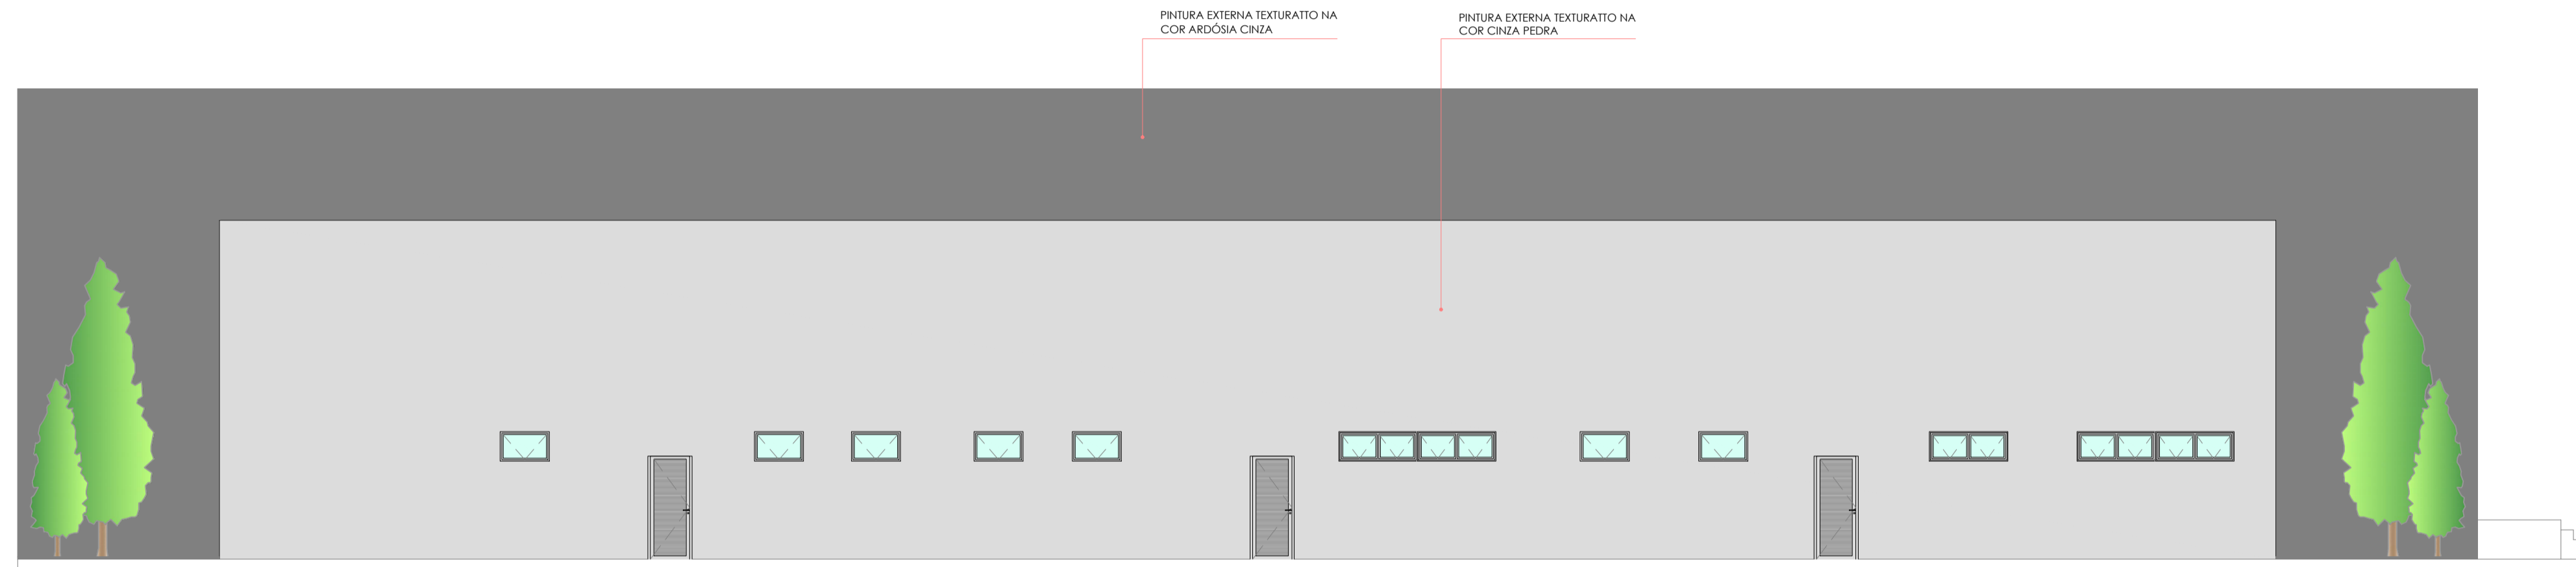 PINTURA EXTERNA TEXTURATTO NA
COR ARDÓSIA CINZA
PINTURA EXTERNA TEXTURATTO NA
COR CINZA PEDRA